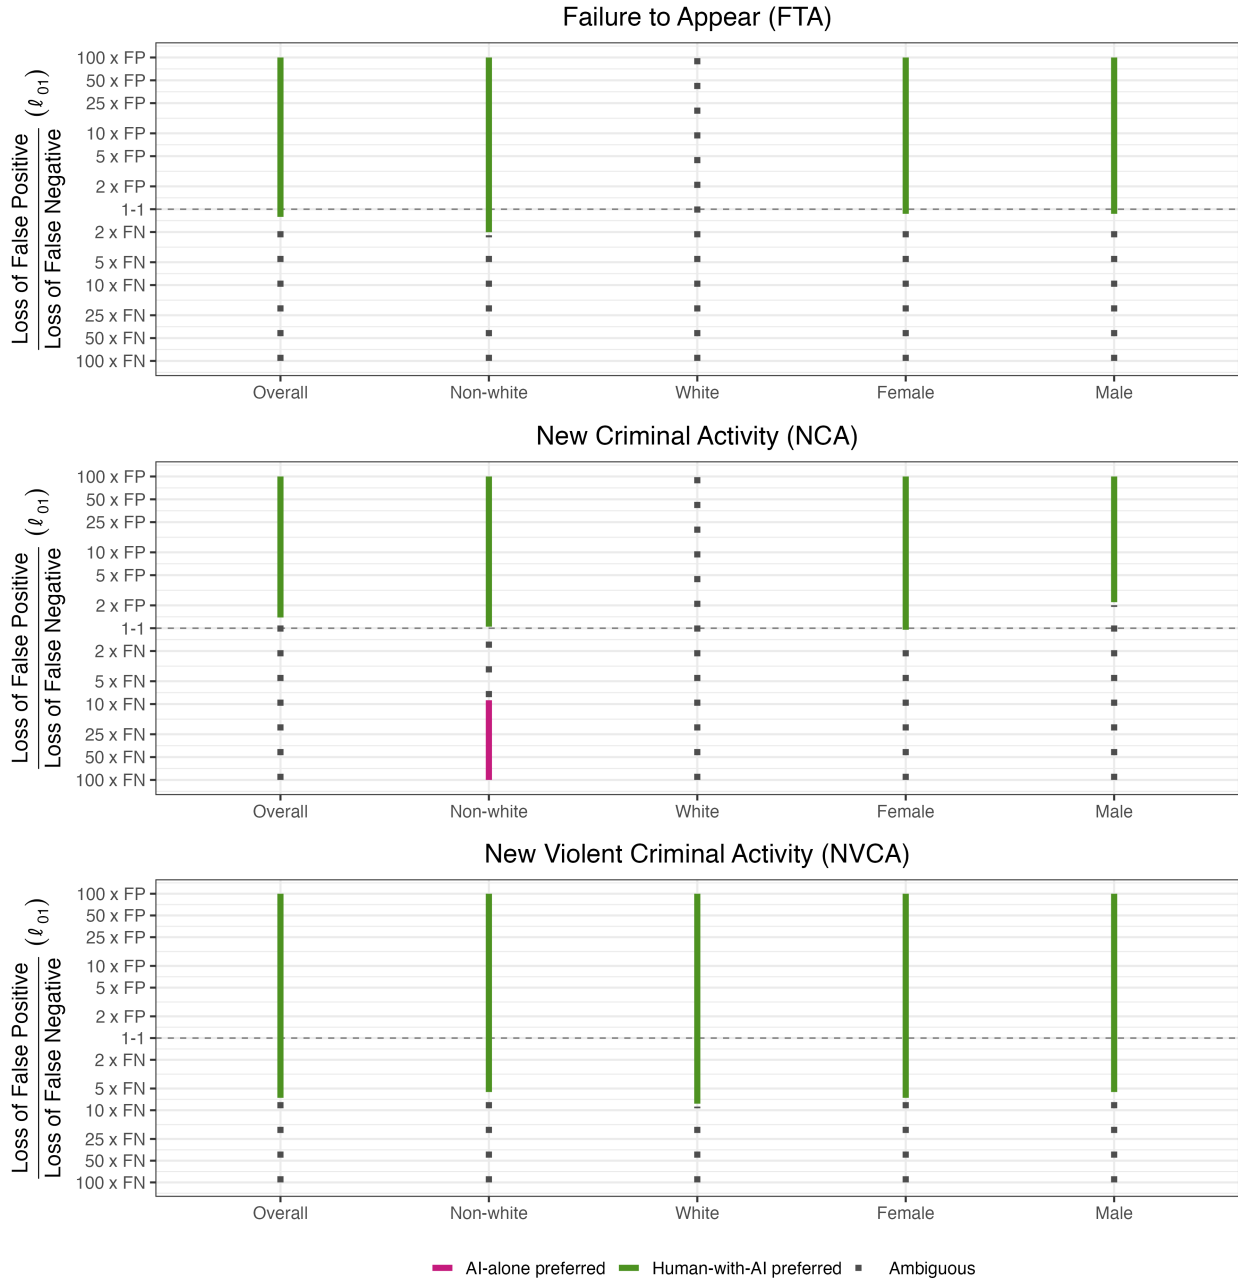 Failure to Appear (FTA)
Loss of False Positive
Loss of False Negative
(ℓ 01)
100 x FP
50 x FP
25 x FP
10 x FP
5 x FP
2 x FP
1-1
2 x FN
5 x FN
10 x FN
25 x FN
50 x FN
100 x FN
Overall Non-white White Female Male
New Criminal Activity (NCA)
Loss of False Positive
Loss of False Negative
(ℓ 01)
100 x FP
50 x FP
25 x FP
10 x FP
5 x FP
2 x FP
1-1
2 x FN
5 x FN
10 x FN
25 x FN
50 x FN
100 x FN
Overall Non-white White Female Male
New Violent Criminal Activity (NVCA)
Loss of False Positive
Loss of False Negative
(ℓ 01)
100 x FP
50 x FP
25 x FP
10 x FP
5 x FP
2 x FP
1-1
2 x FN
5 x FN
10 x FN
25 x FN
50 x FN
100 x FN
Overall Non-white White Female Male
AI-alone preferred Human-with-AI preferred Ambiguous